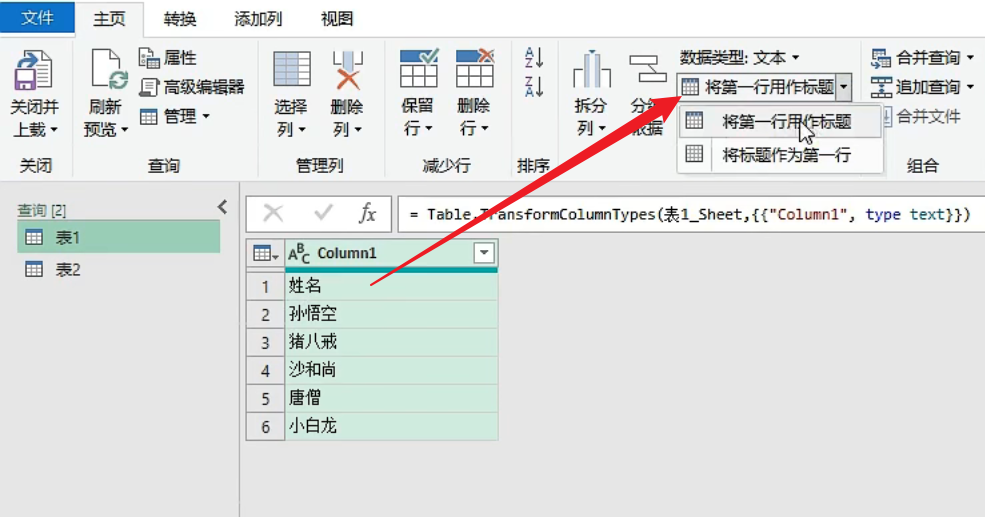 文件 主页 转换 添加列 视图
关闭并上载 刷新预览 属性 高级编辑器 管理 选择列 删除列 保留行 删除行 拆分列 数据类型: 文本 将第一行用作标题 合并查询 追加查询 合并文件
将第一行用作标题
将标题作为第一行
关闭 查询 管理列 减少行 排序 组合
查询 [2]
表1
表2
fx = Table.TransformColumnTypes(表1_Sheet,{{"Column1", type text}})
ABC Column1
1 姓名
2 孙悟空
3 猪八戒
4 沙和尚
5 唐僧
6 小白龙